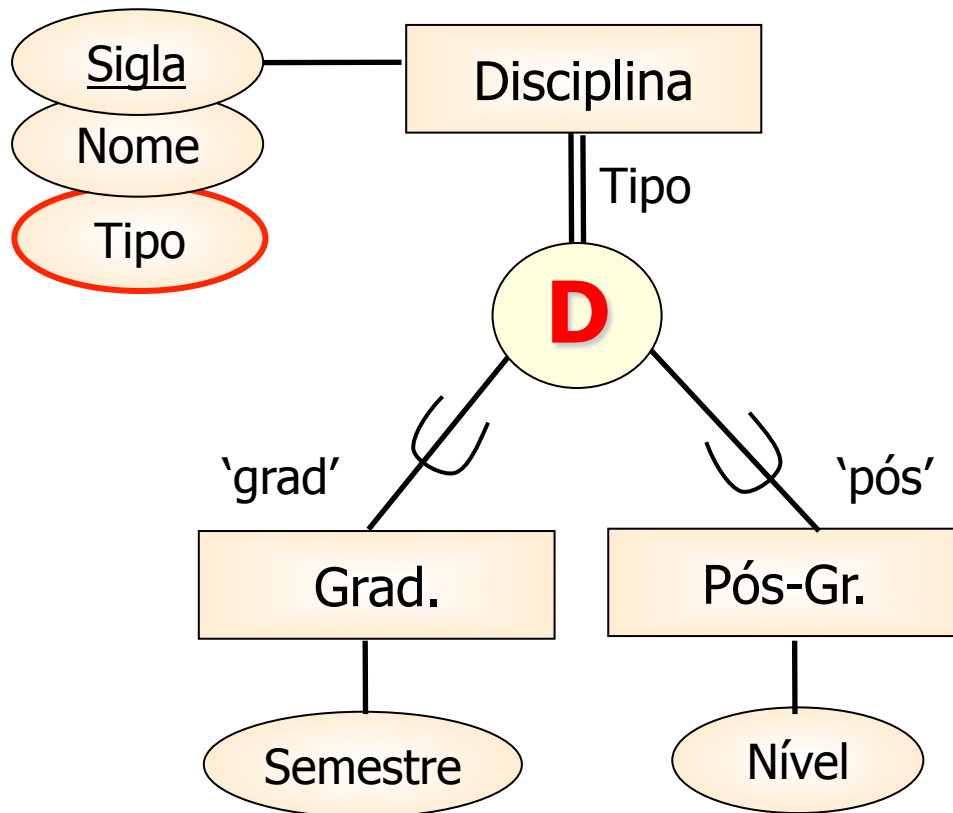 Sigla
Disciplina
Nome
Tipo
Tipo
D
‘grad’
‘pós’
Grad.
Pós-Gr.
Semestre
Nível